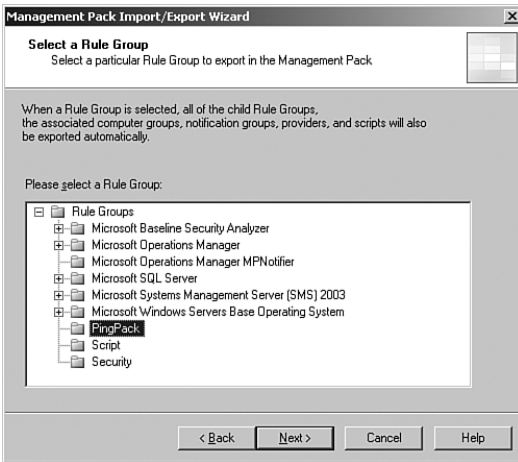 Management Pack Import/Export Wizard
Select a Rule Group
Select a particular Rule Group to export in the Management Pack
When a Rule Group is selected, all of the child Rule Groups,
the associated computer groups, notification groups, providers, and scripts will also
be exported automatically.
Please select a Rule Group:
Rule Groups
Microsoft Baseline Security Analyzer
Microsoft Operations Manager
Microsoft Operations Manager MPNotifier
Microsoft SQL Server
Microsoft Systems Management Server (SMS) 2003
Microsoft Windows Servers Base Operating System
PingPack
Script
Security
< Back Next > Cancel Help